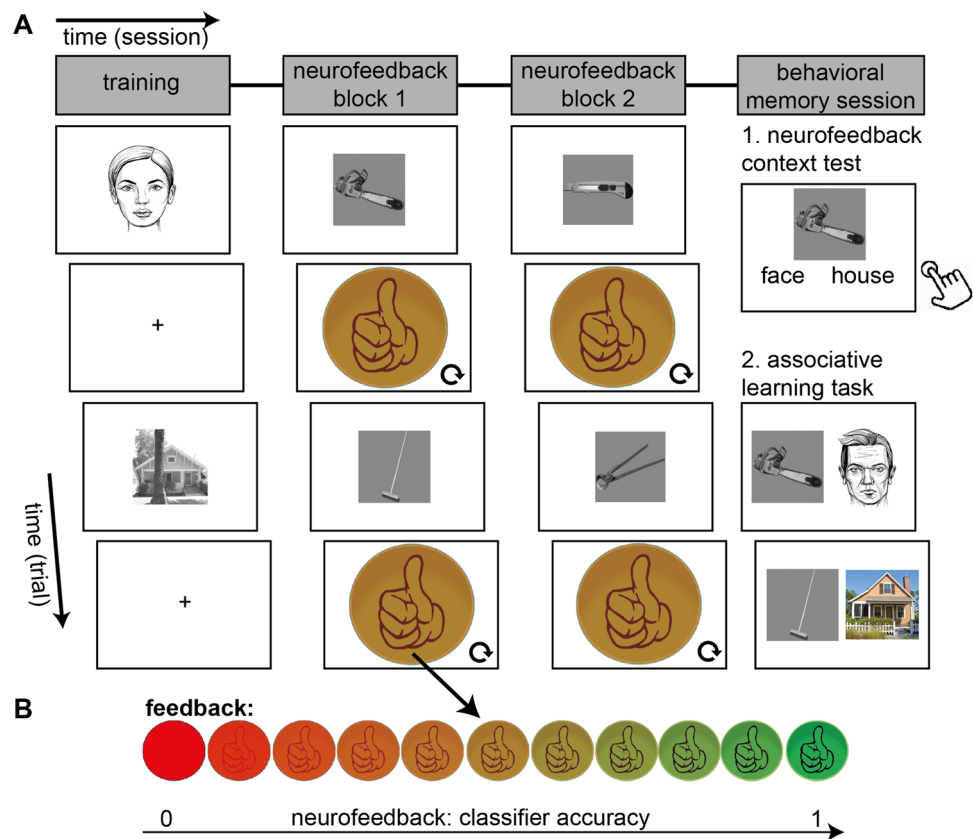 A
time (session)
training
neurofeedback
block 1
neurofeedback
block 2
behavioral
memory session
1. neurofeedback
context test
face house
+
2. associative
learning task
time (trial)
+
B
feedback:
0 neurofeedback: classifier accuracy 1